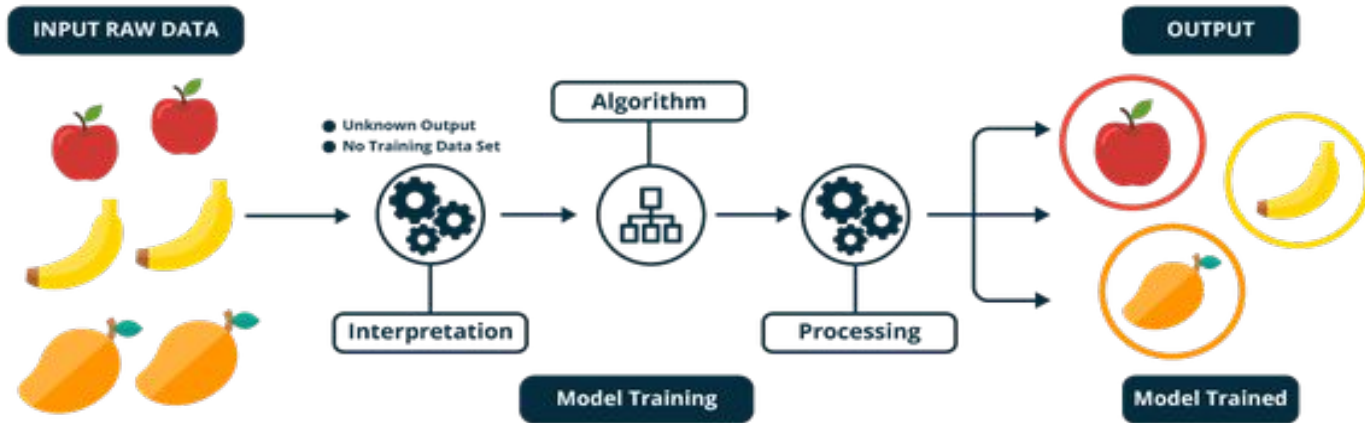 INPUT RAW DATA
OUTPUT
Algorithm
● Unknown Output
● No Training Data Set
Interpretation
Processing
Model Training
Model Trained